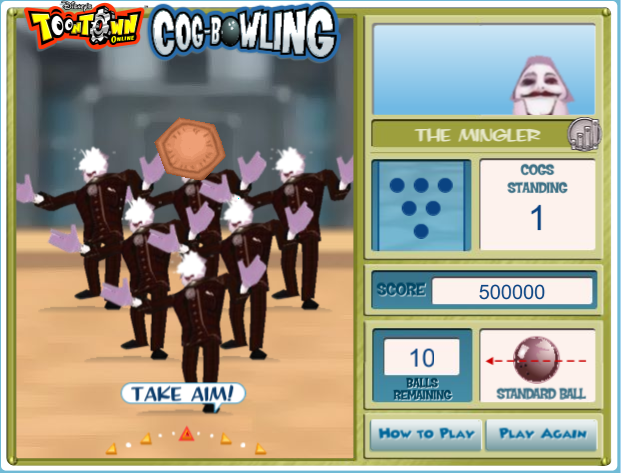 Disney's
TOONTOWN
ONLINE
COG-BOWLING
THE MINGLER
COGS
STANDING
1
SCORE
500000
10
BALLS
REMAINING
STANDARD BALL
TAKE AIM!
HOW TO PLAY
PLAY AGAIN